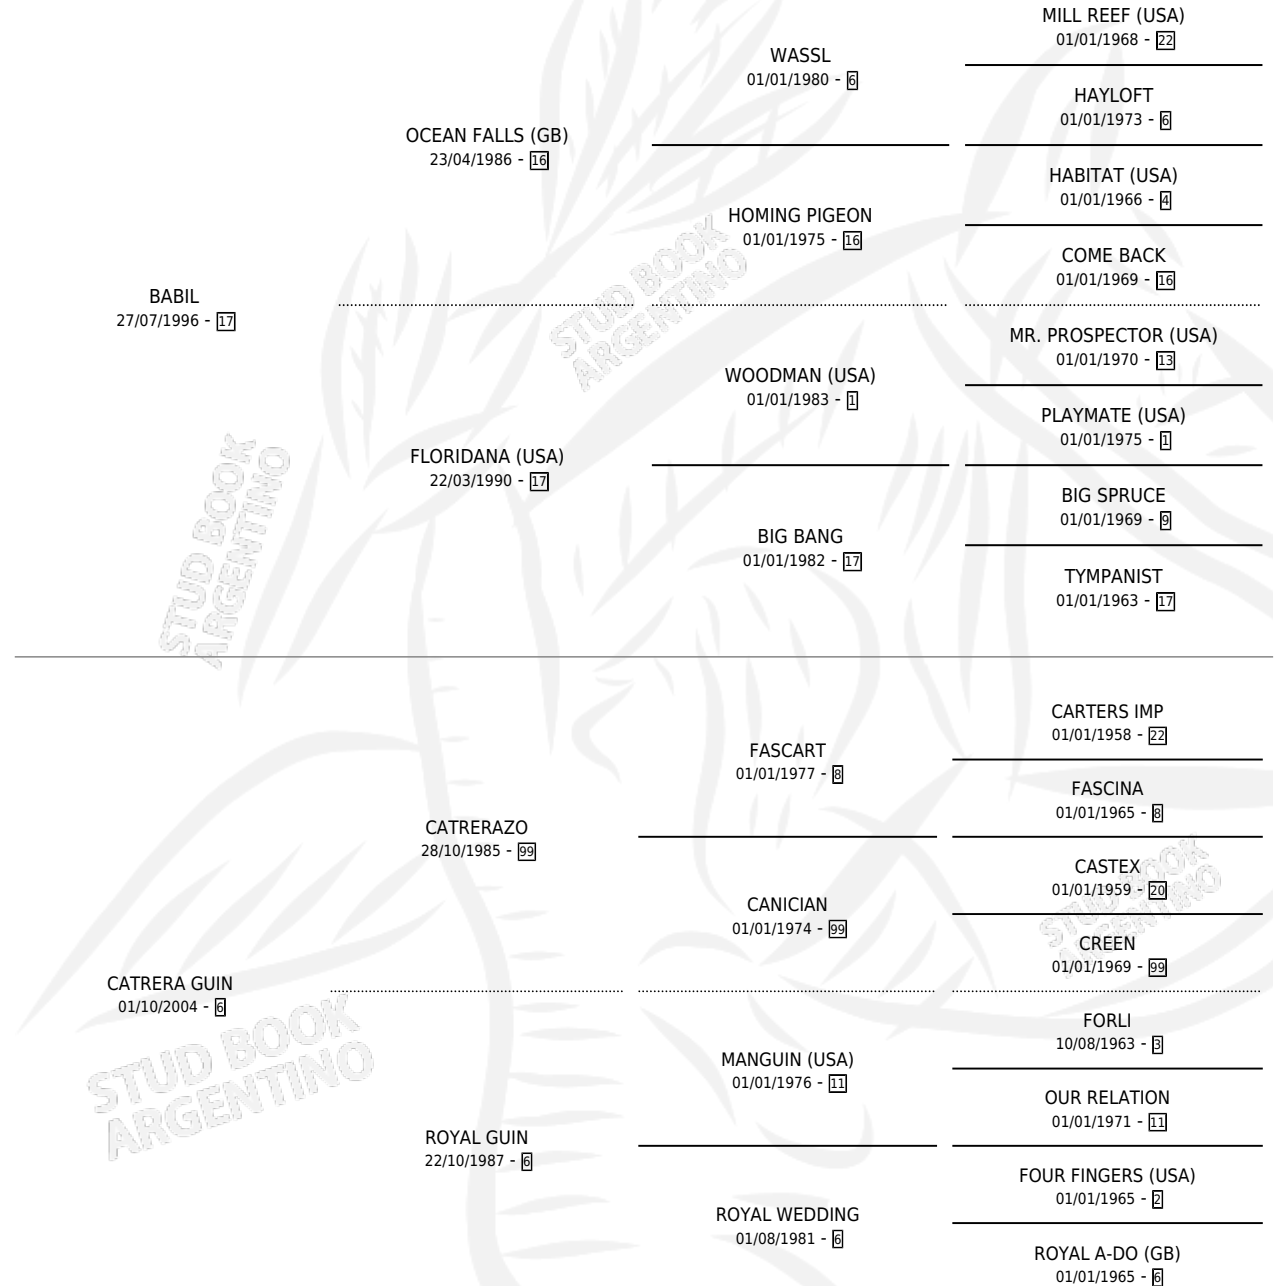 MILL REEF (USA)
01/01/1968 - 22
WASSL
01/01/1980 - 6
HAYLOFT
01/01/1973 - 6
OCEAN FALLS (GB)
23/04/1986 - 16
HABITAT (USA)
01/01/1966 - 4
HOMING PIGEON
01/01/1975 - 16
COME BACK
01/01/1969 - 16
BABIL
27/07/1996 - 17
MR. PROSPECTOR (USA)
01/01/1970 - 13
WOODMAN (USA)
01/01/1983 - 1
PLAYMATE (USA)
01/01/1975 - 1
FLORIDANA (USA)
22/03/1990 - 17
BIG SPRUCE
01/01/1969 - 9
BIG BANG
01/01/1982 - 17
TYMPANIST
01/01/1963 - 17
CARTERS IMP
01/01/1958 - 22
FASCART
01/01/1977 - 8
FASCINA
01/01/1965 - 8
CATRERAZO
28/10/1985 - 99
CASTEX
01/01/1959 - 20
CANICIAN
01/01/1974 - 99
CREEN
01/01/1969 - 99
CATRERA GUIN
01/10/2004 - 6
FORLI
10/08/1963 - 3
MANGUIN (USA)
01/01/1976 - 11
OUR RELATION
01/01/1971 - 11
ROYAL GUIN
22/10/1987 - 6
FOUR FINGERS (USA)
01/01/1965 - 2
ROYAL WEDDING
01/08/1981 - 6
ROYAL A-DO (GB)
01/01/1965 - 6
STUD BOOK
ARGENTINO
STUD BOOK
ARGENTINO
STUD BOOK
ARGENTINO
STUD BOOK
ARGENTINO